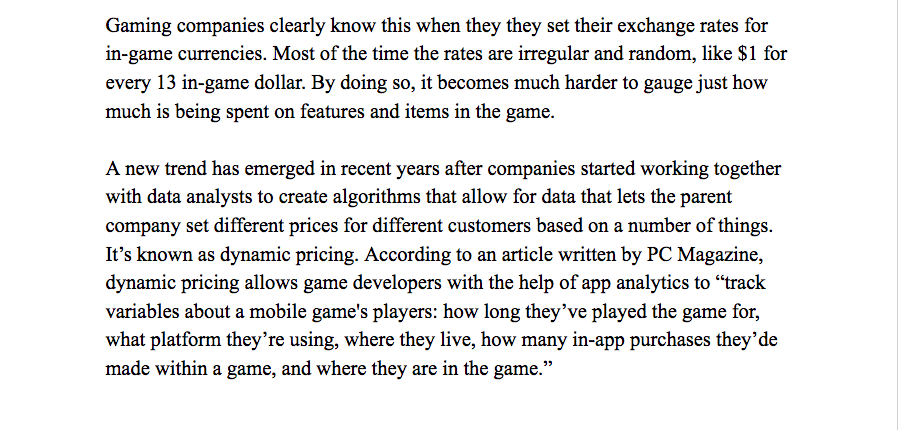 Gaming companies clearly know this when they they set their exchange rates for
in-game currencies. Most of the time the rates are irregular and random, like $1 for
every 13 in-game dollar. By doing so, it becomes much harder to gauge just how
much is being spent on features and items in the game.
A new trend has emerged in recent years after companies started working together
with data analysts to create algorithms that allow for data that lets the parent
company set different prices for different customers based on a number of things.
It’s known as dynamic pricing. According to an article written by PC Magazine,
dynamic pricing allows game developers with the help of app analytics to “track
variables about a mobile game's players: how long they’ve played the game for,
what platform they’re using, where they live, how many in-app purchases they’de
made within a game, and where they are in the game.”